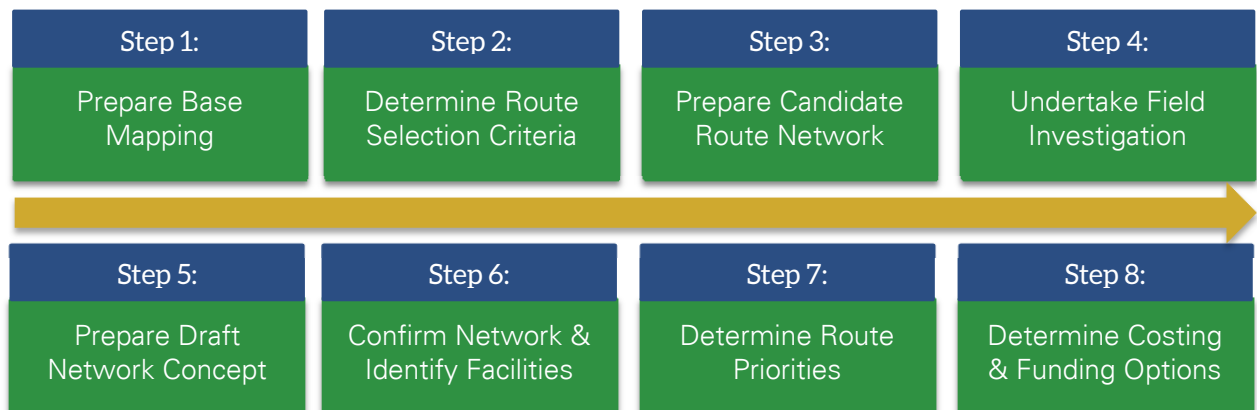 Step 1:
Prepare Base
Mapping
Step 2:
Determine Route
Selection Criteria
Step 3:
Prepare Candidate
Route Network
Step 4:
Undertake Field
Investigation
Step 5:
Prepare Draft
Network Concept
Step 6:
Confirm Network &
Identify Facilities
Step 7:
Determine Route
Priorities
Step 8:
Determine Costing
& Funding Options